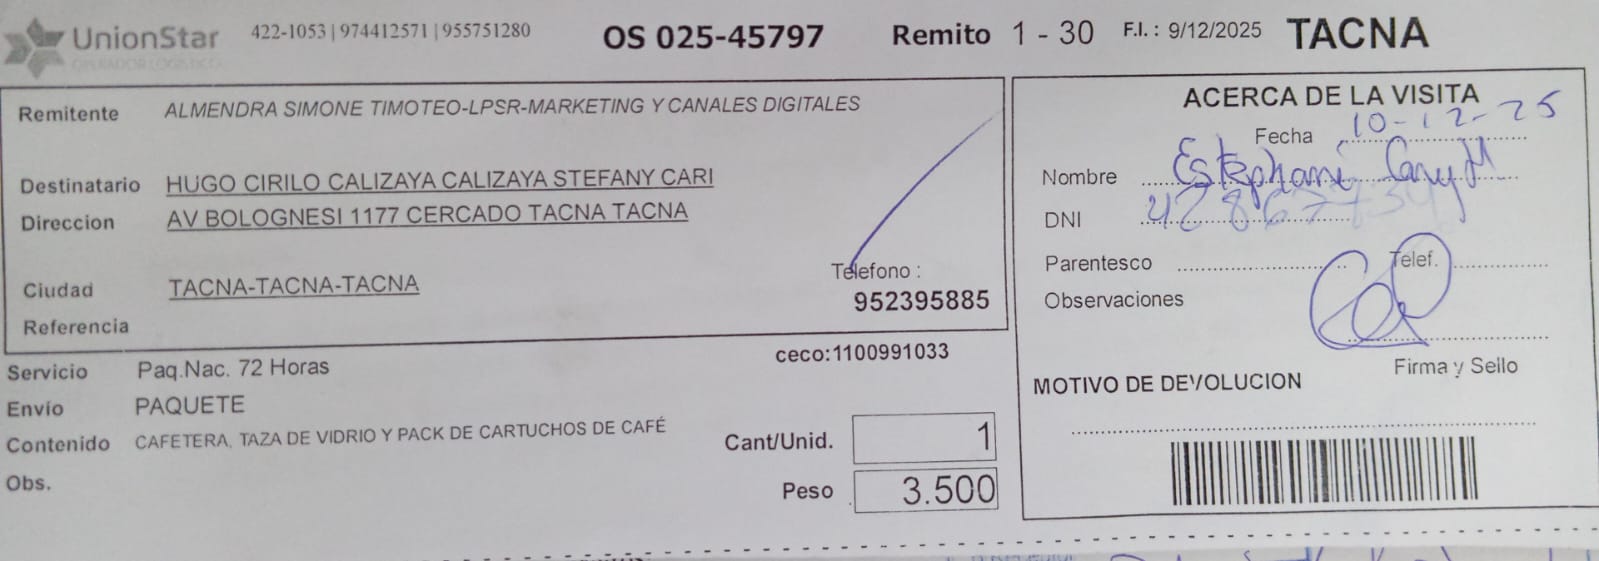 UnionStar 422-1053 | 974412571 | 955751280 OS 025-45797 Remito 1 - 30 F.I. : 9/12/2025 TACNA
OPERADOR LOGISTICO
Remitente ALMENDRA SIMONE TIMOTEO-LPSR-MARKETING Y CANALES DIGITALES
Destinatario HUGO CIRILO CALIZAYA CALIZAYA STEFANY CARI
Direccion AV BOLOGNESI 1177 CERCADO TACNA TACNA
Ciudad TACNA-TACNA-TACNA
Telefono :
952395885
Referencia
Servicio Paq.Nac. 72 Horas
ceco:1100991033
Envío PAQUETE
Contenido CAFETERA, TAZA DE VIDRIO Y PACK DE CARTUCHOS DE CAFÉ
Obs.
Cant/Unid. 1
Peso 3.500
ACERCA DE LA VISITA
Fecha 10-12-25
Nombre Estephani
DNI
Parentesco Telef.
Observaciones
Firma y Sello
MOTIVO DE DEVOLUCION